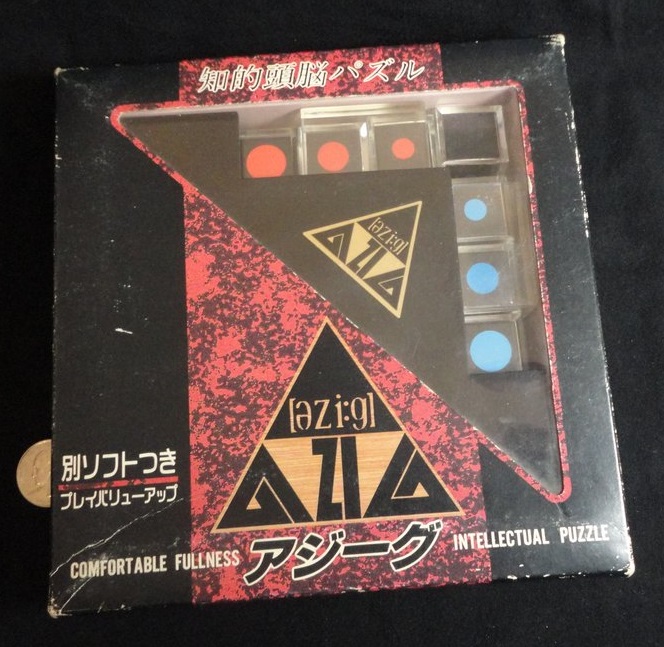 知的頭脳パズル
[əzi:g]
AZIG
[əzi:g]
AZIG
別ソフトつき
プレイバリューアップ
COMFORTABLE FULLNESS
アジーグ
INTELLECTUAL PUZZLE